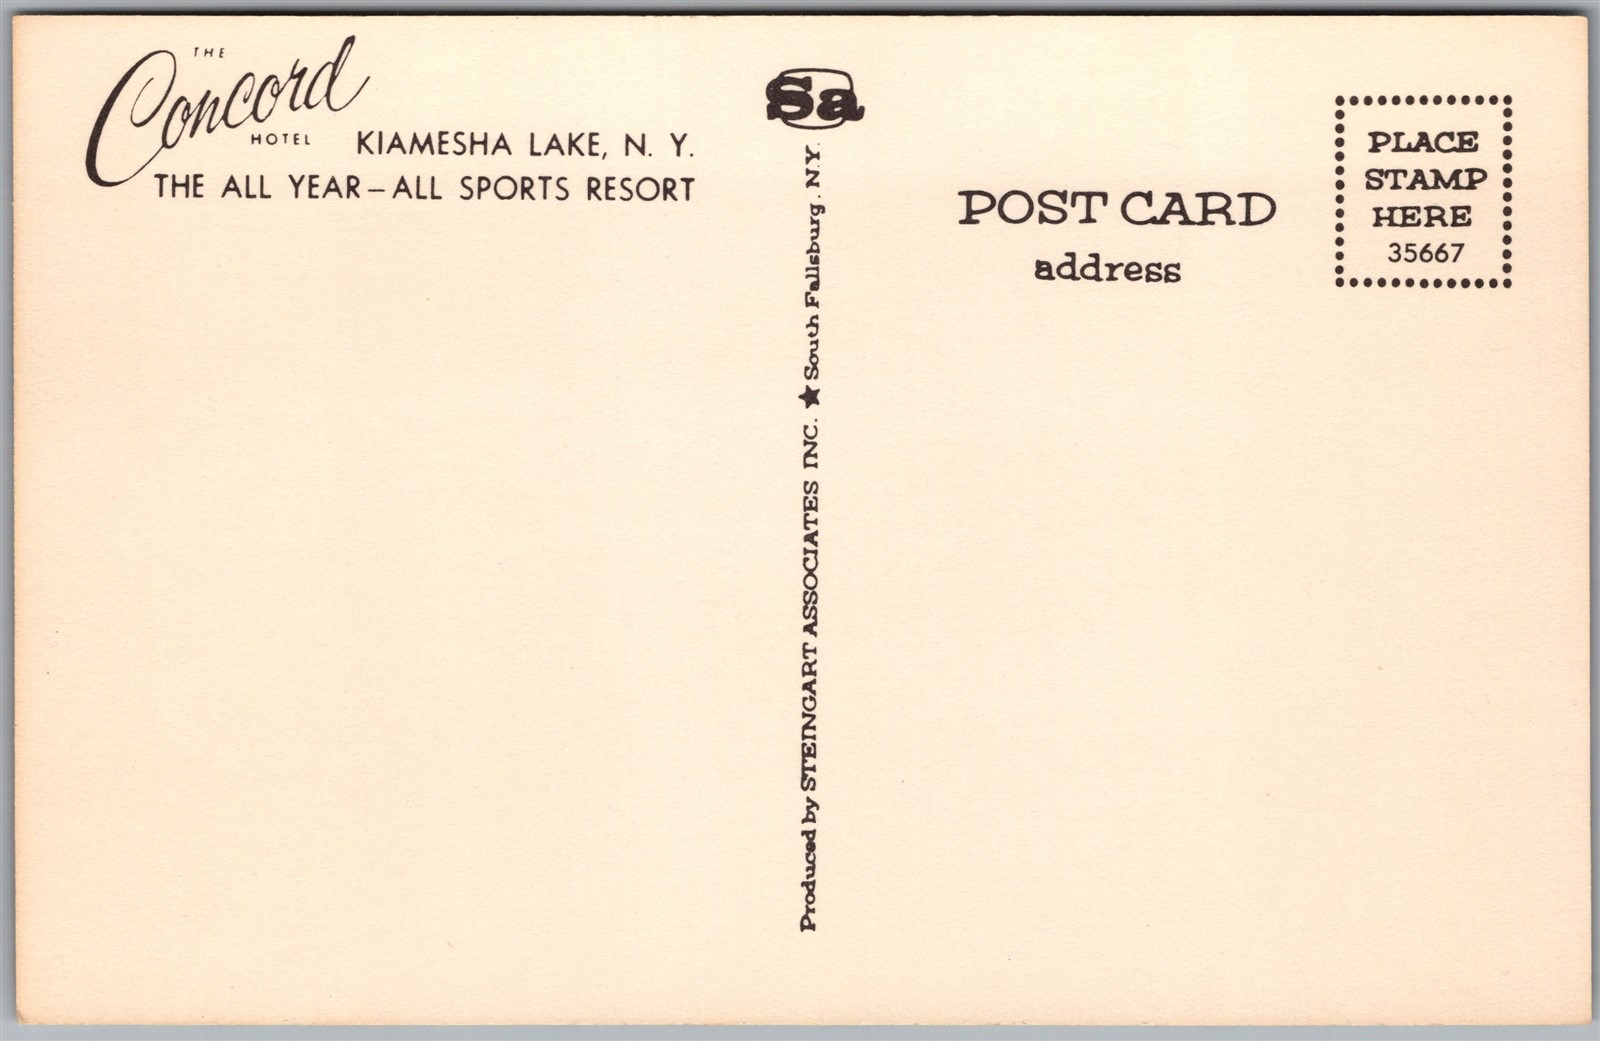 THE
Concord
HOTEL
KIAMESHA LAKE, N. Y.
THE ALL YEAR—ALL SPORTS RESORT
Sa
Produced by STEINGART ASSOCIATES INC. ★ South Fallsburg, N.Y.
POST CARD
address
PLACE
STAMP
HERE
35667